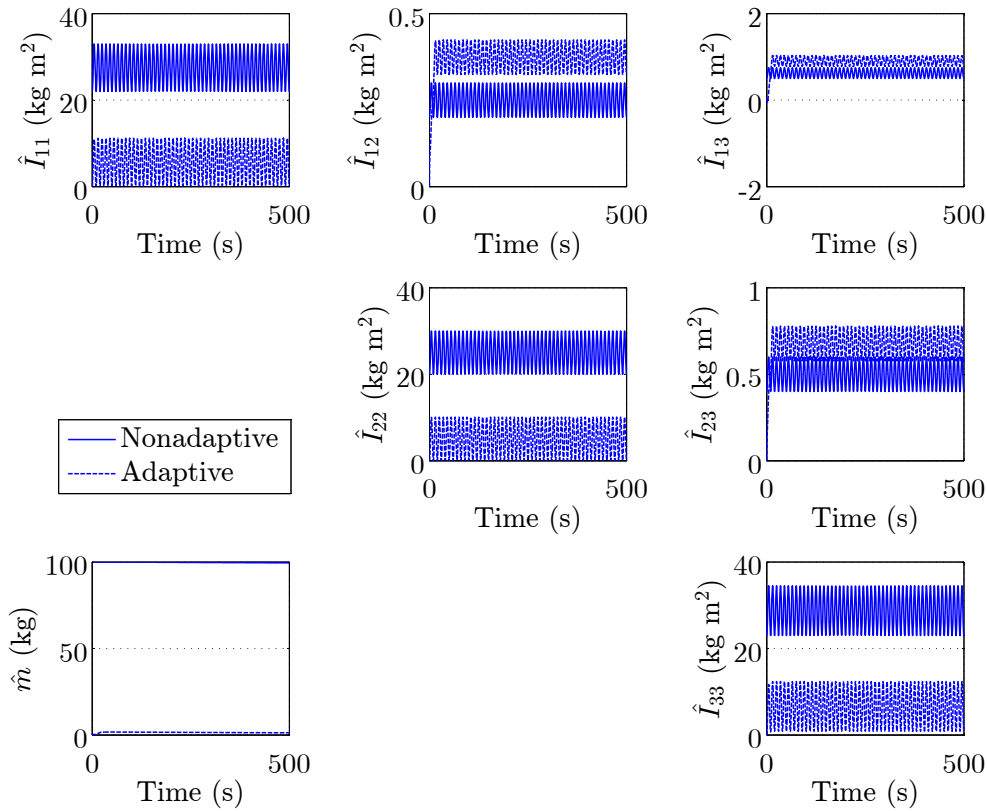 40
20
0
0
500
Time (s)
Î₁₁ (kg m²)
0.5
0
0
500
Time (s)
Î₁₂ (kg m²)
2
0
-2
0
500
Time (s)
Î₁₃ (kg m²)
40
20
0
0
500
Time (s)
Î₂₂ (kg m²)
1
0.5
0
0
500
Time (s)
Î₂₃ (kg m²)
Nonadaptive
Adaptive
100
50
0
0
500
Time (s)
m̂ (kg)
40
20
0
0
500
Time (s)
Î₃₃ (kg m²)